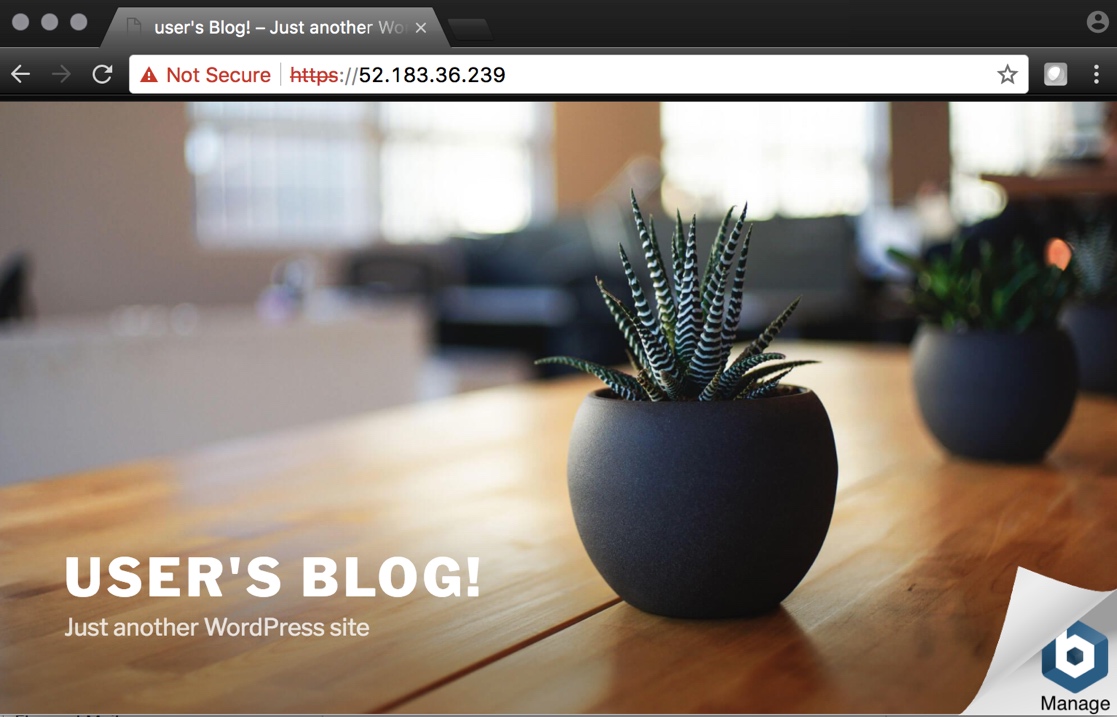 user's Blog! – Just another Wo
Not Secure https://52.183.36.239
USER'S BLOG!
Just another WordPress site
b
Manage